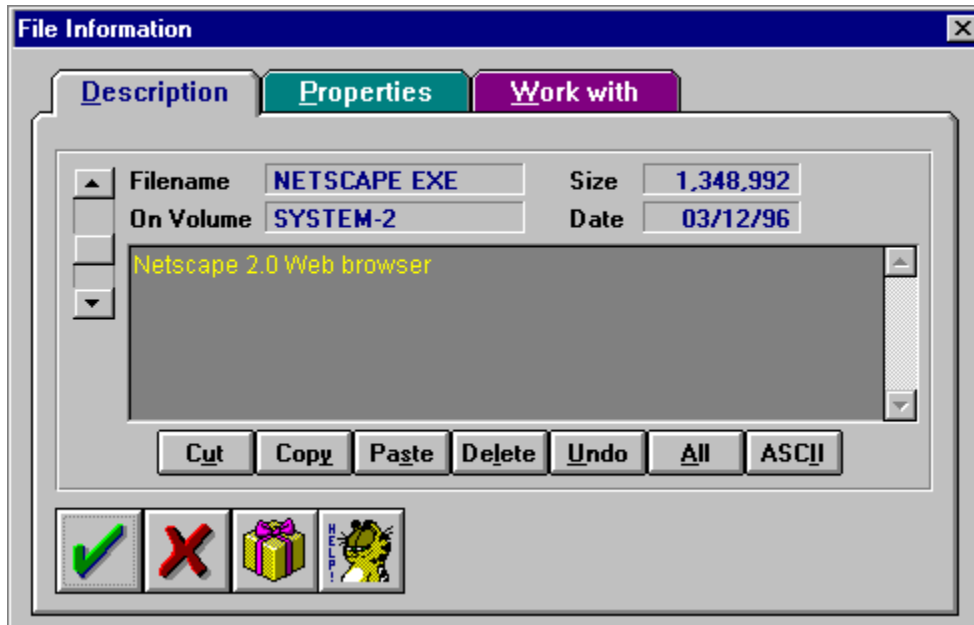 File Information
Description Properties Work with
Filename NETSCAPE EXE Size 1,348,992
On Volume SYSTEM-2 Date 03/12/96
Netscape 2.0 Web browser
Cut Copy Paste Delete Undo All ASCII
HELP!